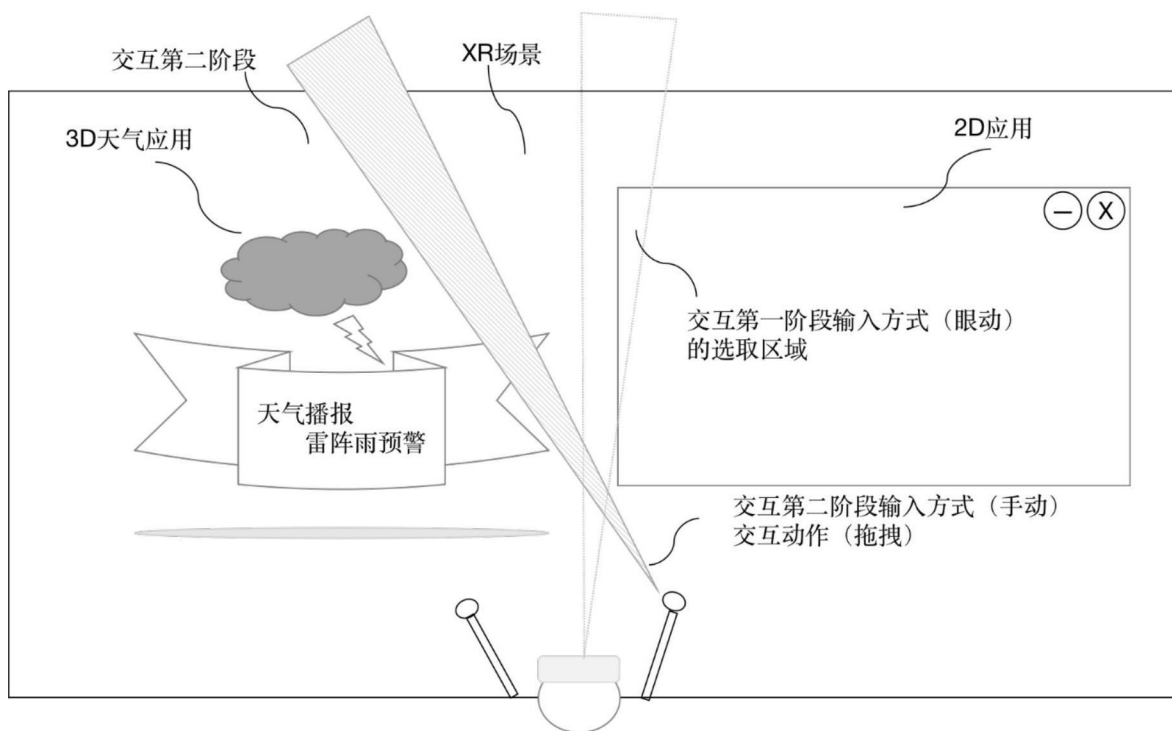 交互第二阶段
XR场景
3D天气应用
2D应用
— X
交互第一阶段输入方式（眼动）
的选取区域
天气播报
雷阵雨预警
交互第二阶段输入方式（手动）
交互动作（拖拽）